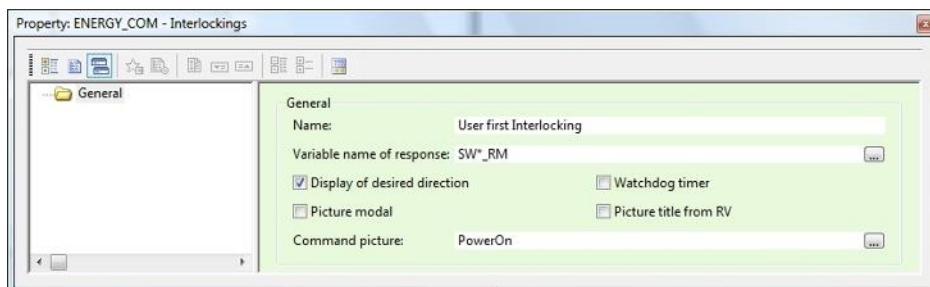 Property: ENERGY_COM - Interlockings
General
General
Name: User first Interlocking
Variable name of response: SW*_RM ...
Display of desired direction Watchdog timer
Picture modal Picture title from RV
Command picture: PowerOn ...